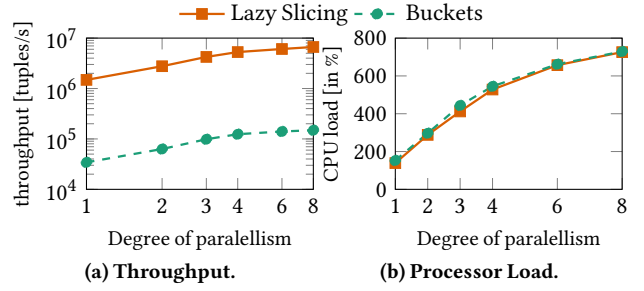 Lazy Slicing Buckets
throughput [tuples/s]
10^7
10^6
10^5
10^4
1 2 3 4 6 8
Degree of paralellism
(a) Throughput.
CPU load [in %]
800
600
400
200
0
1 2 3 4 6 8
Degree of paralellism
(b) Processor Load.